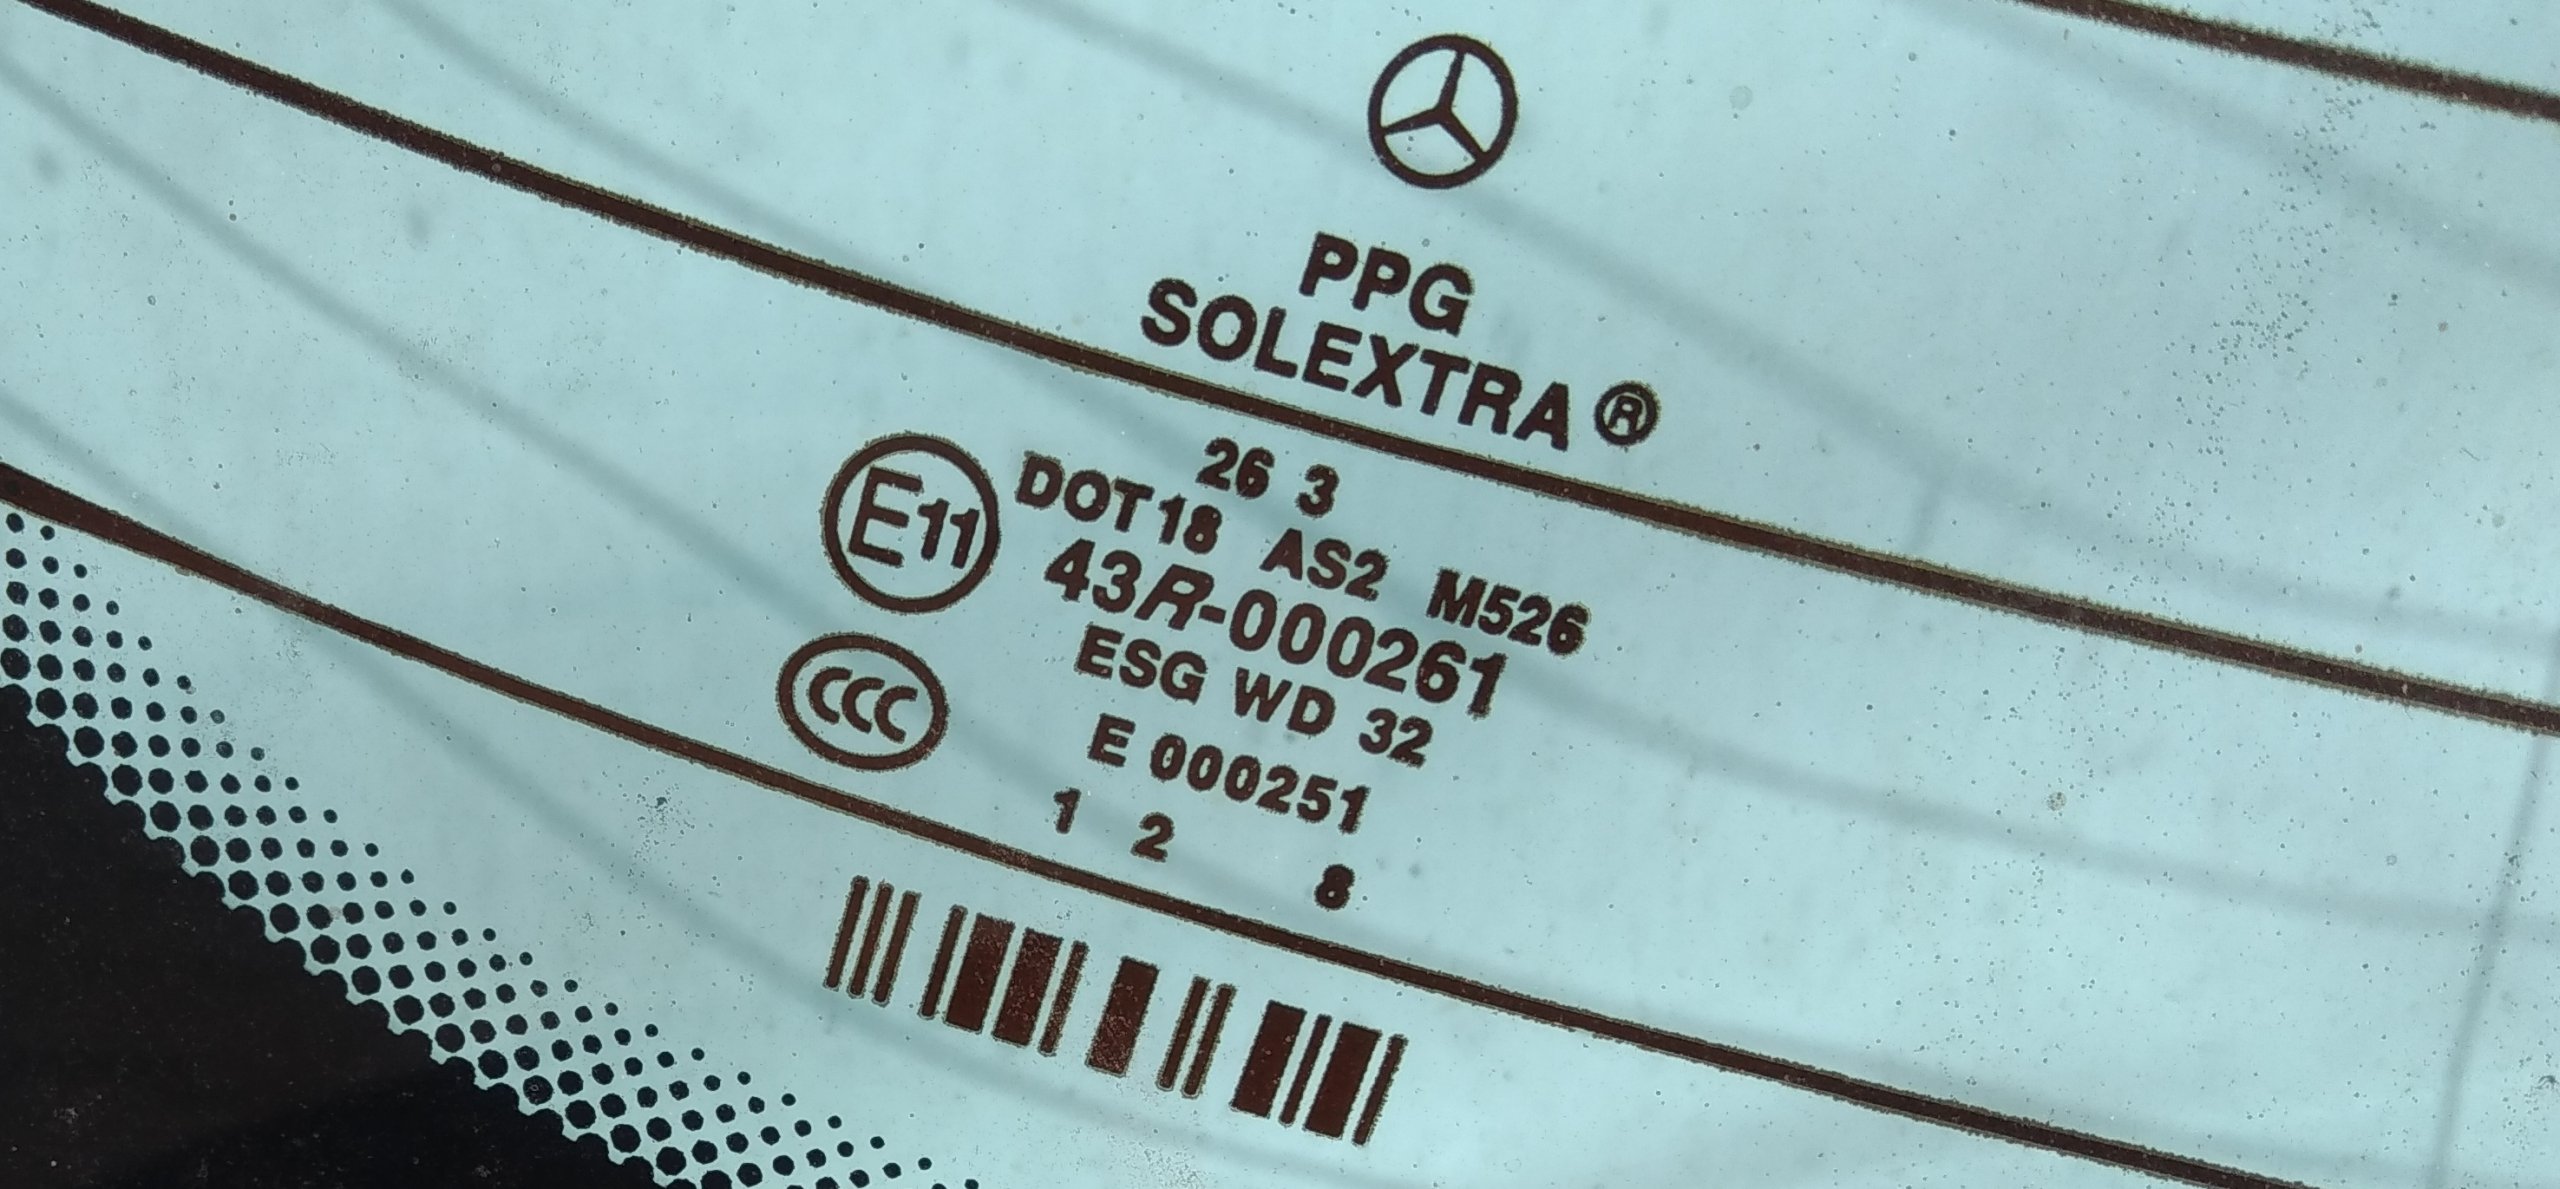 PPG
SOLEXTRA®
26 3
E11 DOT18 AS2 M526
43R-000261
CCC ESG WD 32
E 000251
1 2 8